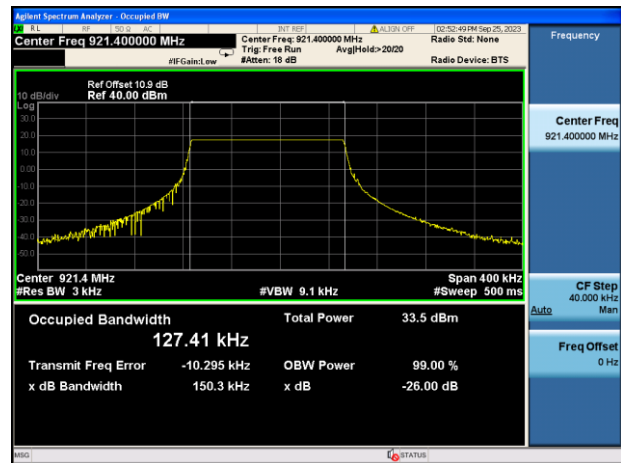 Agilent Spectrum Analyzer - Occupied BW
RL RF 50 Ω AC INT REF ALIGN OFF 02:52:49 PM Sep 25, 2023
Center Freq 921.400000 MHz
Center Freq: 921.400000 MHz
Radio Std: None
Trig: Free Run Avg|Hold:>20/20
#IFGain:Low
#Atten: 18 dB
Radio Device: BTS
Ref Offset 10.9 dB
10 dB/div Ref 40.00 dBm
Log
30.0
20.0
10.0
0.00
-10.0
-20.0
-30.0
-40.0
-50.0
Center 921.4 MHz Span 400 kHz
#Res BW 3 kHz #VBW 9.1 kHz #Sweep 500 ms
Occupied Bandwidth Total Power 33.5 dBm
127.41 kHz
Transmit Freq Error -10.295 kHz OBW Power 99.00 %
x dB Bandwidth 150.3 kHz x dB -26.00 dB
MSG STATUS
Frequency
Center Freq
921.400000 MHz
CF Step
40.000 kHz
Auto Man
Freq Offset
0 Hz